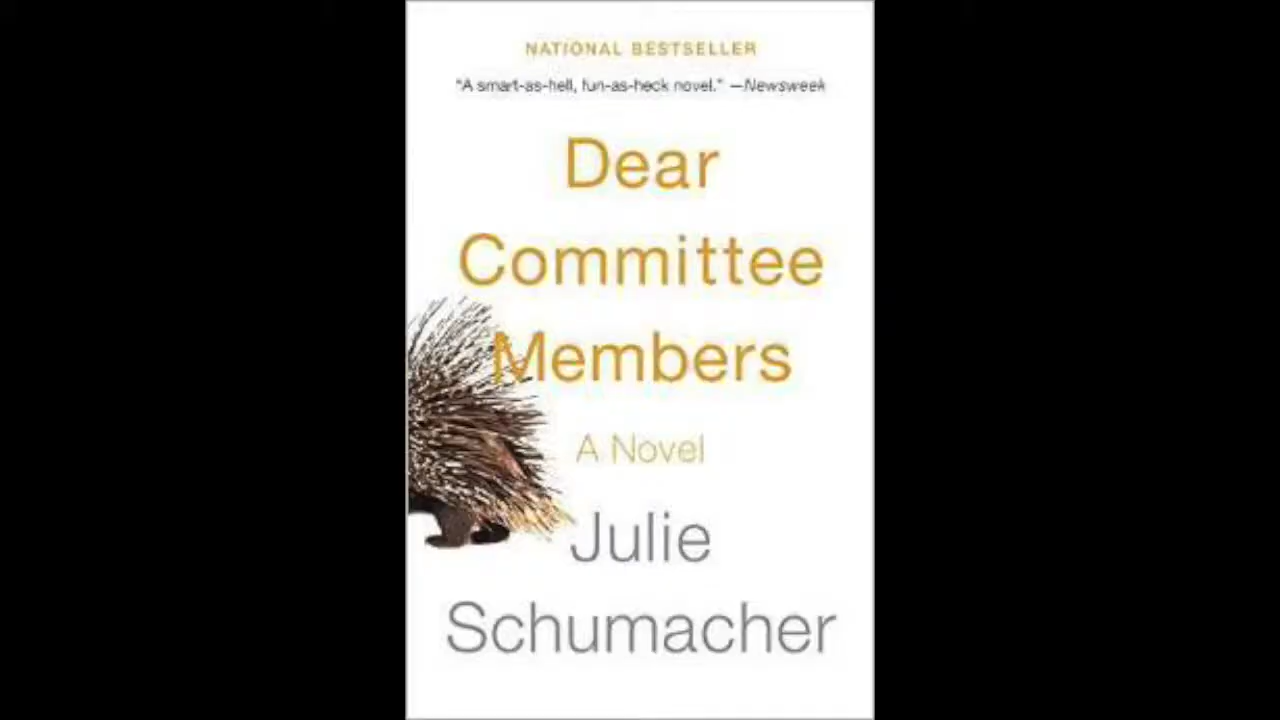 NATIONAL BESTSELLER
"A smart-as-hell, fun-as-heck novel." —Newsweek
Dear
Committee
Members
A Novel
Julie
Schumacher